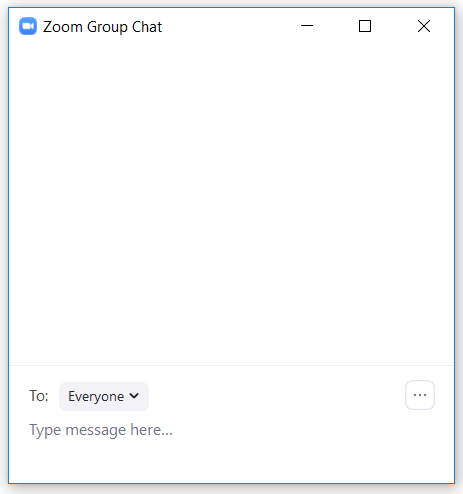 Zoom Group Chat
To: Everyone
Type message here...